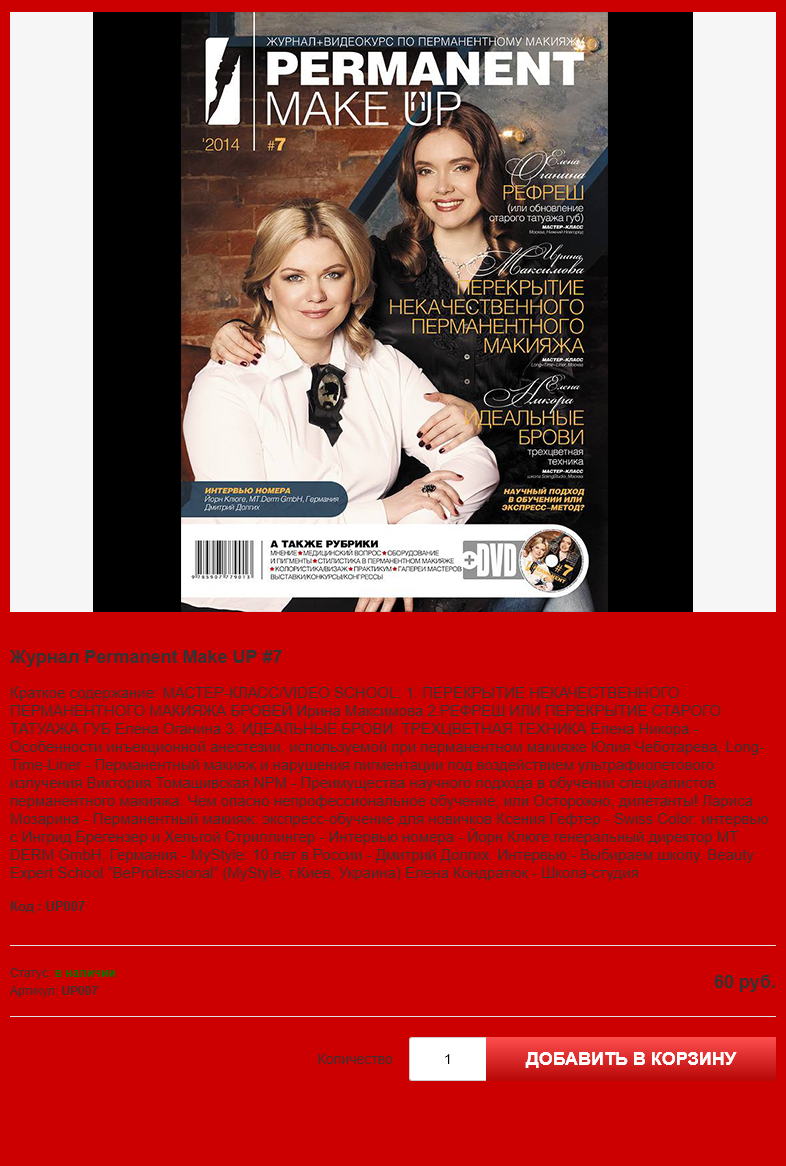 ЖУРНАЛ+ВИДЕОКУРС ПО ПЕРМАНЕНТНОМУ МАКИЯЖУ
PERMANENT
MAKE UP
'2014 #7
Елена
Оганина
РЕФРЕШ
(или обновление
старого татуажа губ)
МАСТЕР–КЛАСС
Москва, Нижний Новгород
Ирина
Максимова
ПЕРЕКРЫТИЕ
НЕКАЧЕСТВЕННОГО
ПЕРМАНЕНТНОГО
МАКИЯЖА
МАСТЕР–КЛАСС
Long–Time–Liner, Москва
Елена
Никора
ИДЕАЛЬНЫЕ
БРОВИ
трехцветная
техника
МАСТЕР–КЛАСС
НАУЧНЫЙ ПОДХОД
В ОБУЧЕНИИ ИЛИ
ЭКСПРЕСС–МЕТОД?
ИНТЕРВЬЮ НОМЕРА
Йорн Клюге, MT.Derm GmbH, Германия
Дмитрий Долгих
А ТАКЖЕ РУБРИКИ
МНЕНИЕ★МЕДИЦИНСКИЙ ВОПРОС★ОБОРУДОВАНИЕ
И ПИГМЕНТЫ★СТИЛИСТИКА В ПЕРМАНЕНТНОМ МАКИЯЖЕ
★КОЛОРИСТИКА/ВИЗАЖ★ПРАКТИКУМ★ГАЛЕРЕИ МАСТЕРОВ
ВЫСТАВКИ/КОНКУРСЫ/КОНГРЕССЫ
9 785907 779013
+DVD
Журнал Permanent Make UP #7
Краткое содержание: МАСТЕР-КЛАСС/VIDEO SCHOOL: 1. ПЕРЕКРЫТИЕ НЕКАЧЕСТВЕННОГО
ПЕРМАНЕНТНОГО МАКИЯЖА БРОВЕЙ Ирина Максимова 2.РЕФРЕШ ИЛИ ПЕРЕКРЫТИЕ СТАРОГО
ТАТУАЖА ГУБ Елена Оганина 3. ИДЕАЛЬНЫЕ БРОВИ: ТРЕХЦВЕТНАЯ ТЕХНИКА Елена Никора -
Особенности инъекционной анестезии, используемой при перманентном макияже Юлия Чеботарева, Long-
Time-Liner - Перманентный макияж и нарушения пигментации под воздействием ультрафиолетового
излучения Виктория Томашивская NPM - Преимущества научного подхода в обучении специалистов
перманентного макияжа. Чем опасно непрофессиональное обучение, или Осторожно, дилетанты! Лариса
- Перманентный макияж: экспресс-обучение для новичков Ксения Гефтер - Swiss Color: интервью
с Ингрид Брегенцер и Хельгой Стриплингер - Интервью номера - Йорн Клюге генеральный директор MT
DERM GmbH, Германия - MyStyle: 10 лет в России - Дмитрий Долгих. Интервью - Выбираем школу: Beauty
Expert School "BeProfessional" (MyStyle, г.Киев, Украина) Елена Кондратюк - Школа-студия
Код : UP007
Статус: в наличии
Артикул: UP007
60 руб.
Количество 1 ДОБАВИТЬ В КОРЗИНУ